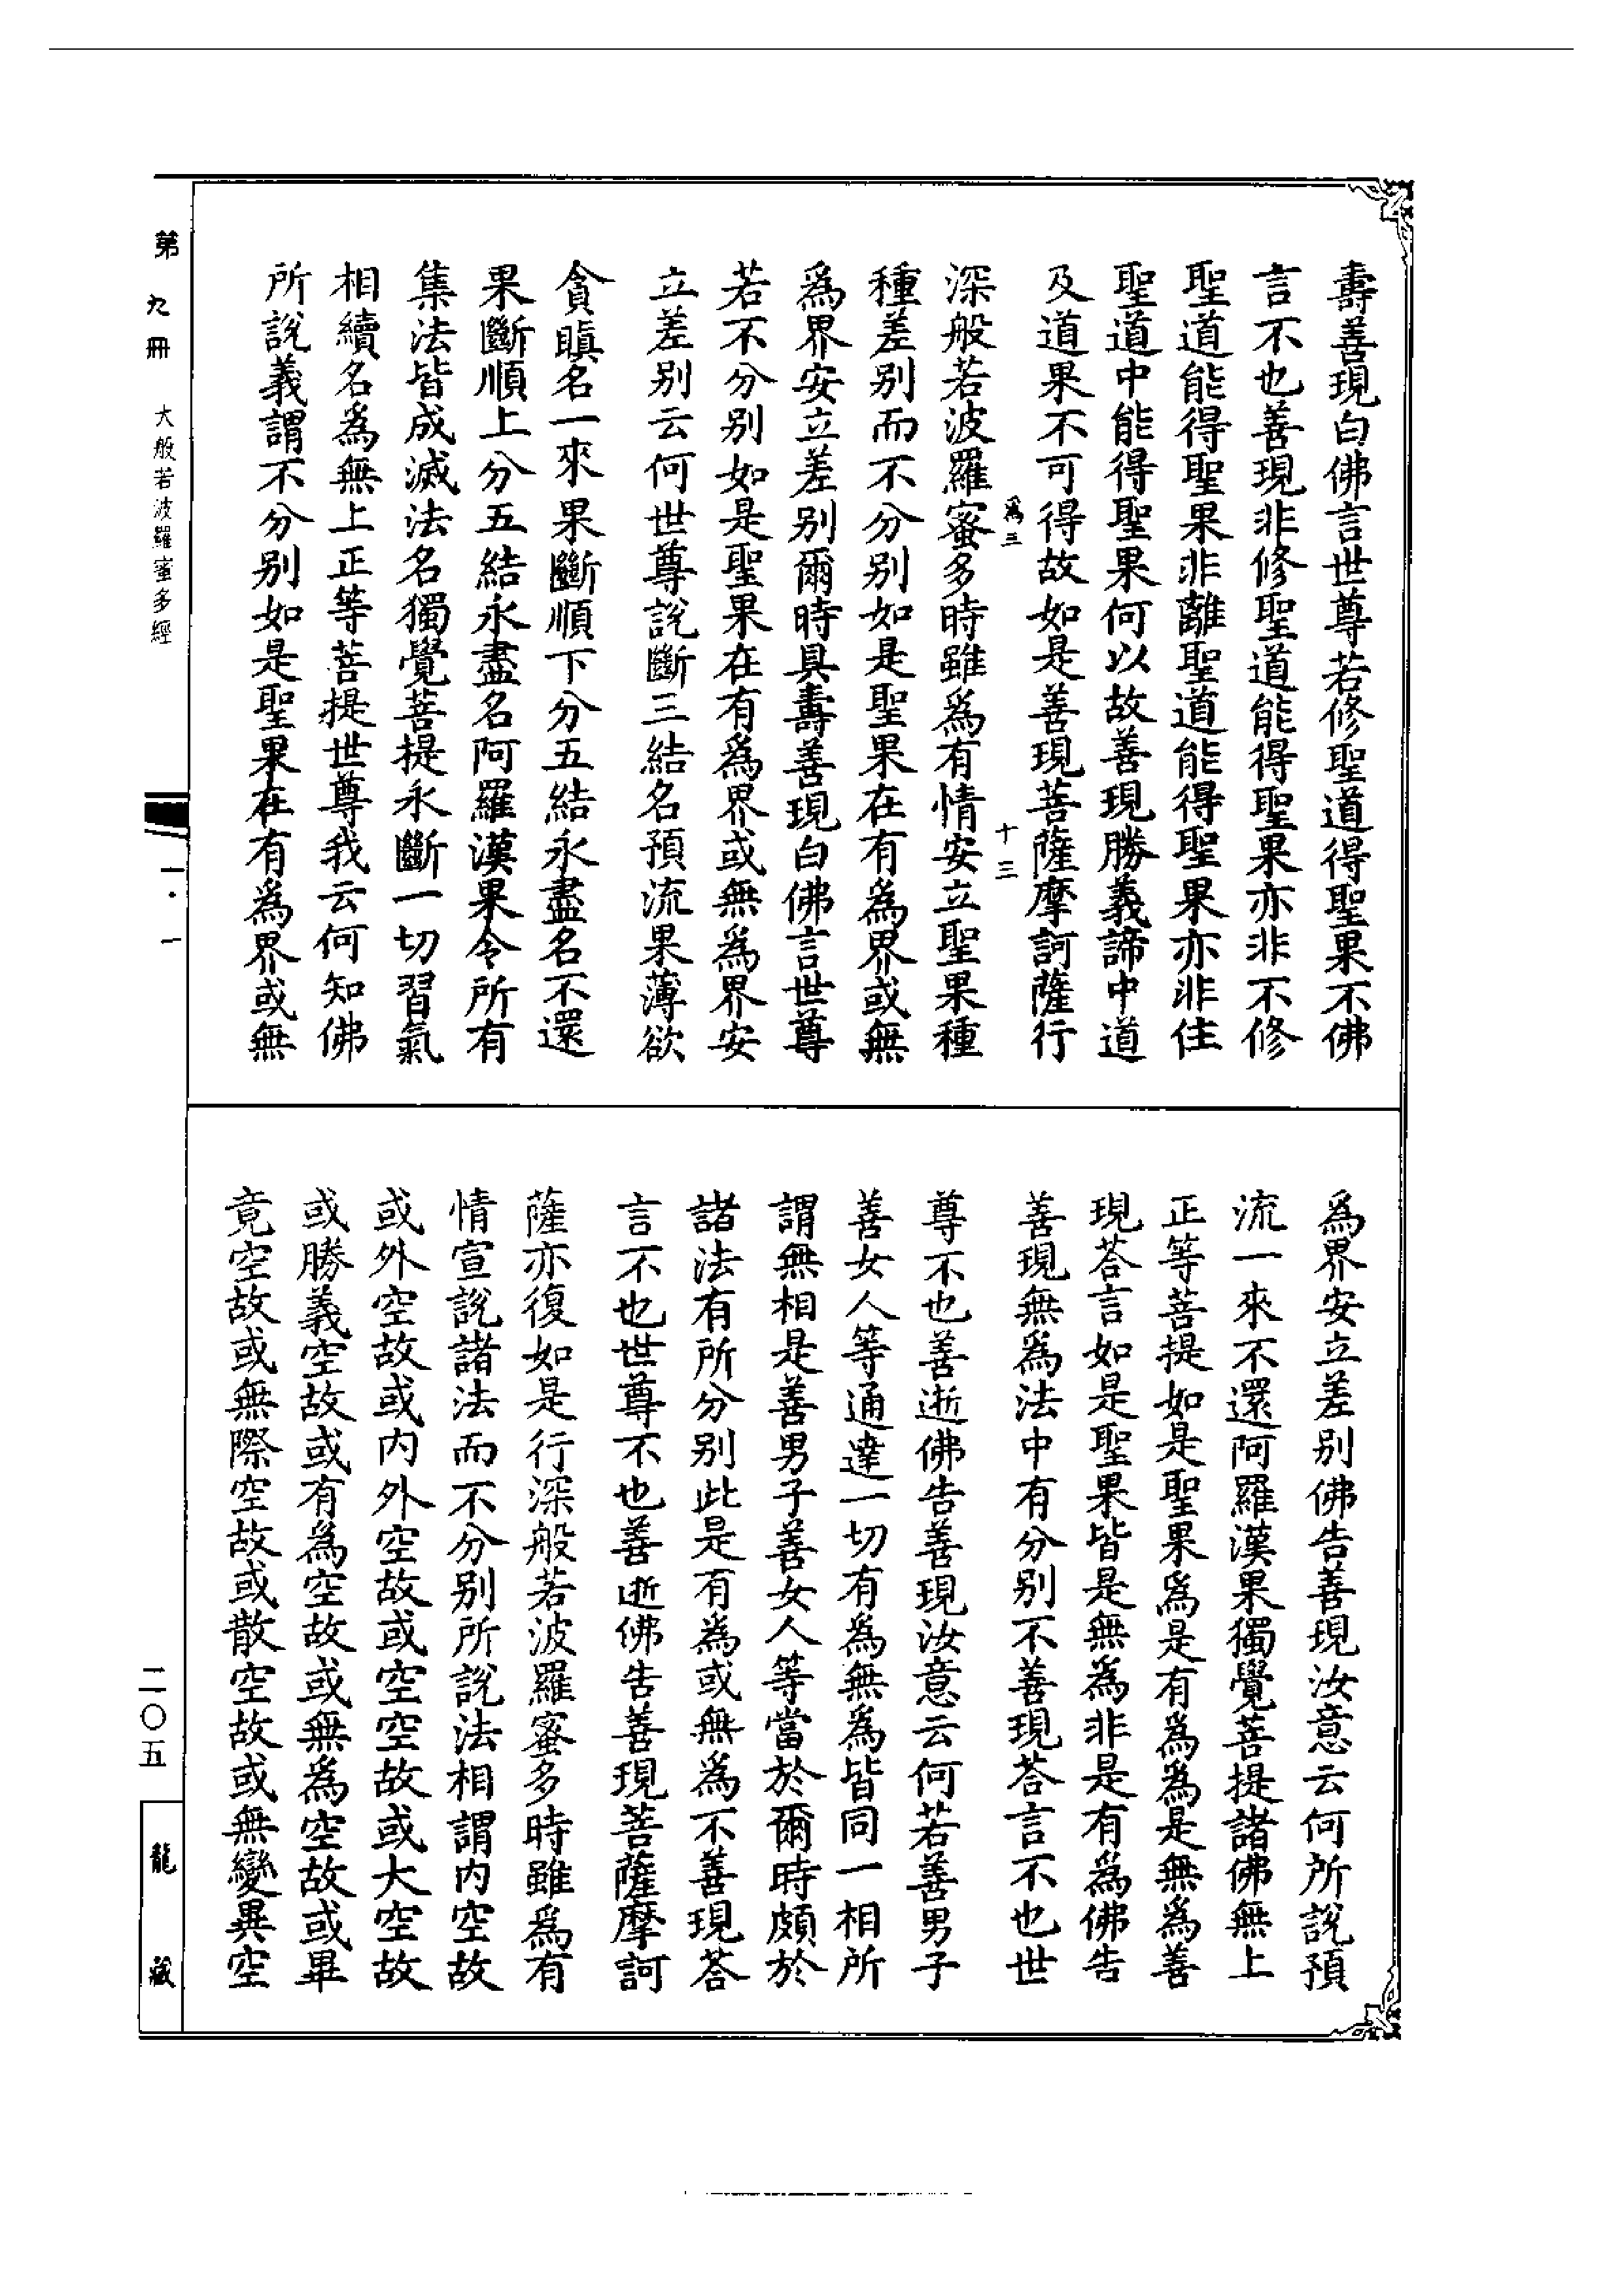 壽善現白佛言世尊若修聖道得聖果不佛
言不也善現非修聖道能得聖果亦非不修
聖道能得聖果非離聖道能得聖果亦非住
聖道中能得聖果何以故善現勝義諦中道
及道果不可得故如是善現菩薩摩訶薩行
爲三
十三
深般若波羅蜜多時雖爲有情安立聖果種
種差別而不分別如是聖果在有爲界或無
爲界安立差別爾時具壽善現白佛言世尊
若不分別如是聖果在有爲界或無爲界安
立差別云何世尊說斷三結名預流果薄欲
貪瞋名一來果斷順下分五結永盡名不還
果斷順上分五結永盡名阿羅漢果令所有
集法皆成滅法名獨覺菩提永斷一切習氣
相續名爲無上正等菩提世尊我云何知佛
所說義謂不分別如是聖果在有爲界或無
爲界安立差別佛告善現汝意云何所說預
流一來不還阿羅漢果獨覺菩提諸佛無上
正等菩提如是聖果爲是有爲爲是無爲善
現荅言如是聖果皆是無爲非是有爲佛告
善現無爲法中有分別不善現荅言不也世
尊不也善逝佛告善現汝意云何若善男子
善女人等通達一切有爲無爲皆同一相所
謂無相是善男子善女人等當於爾時頗於
諸法有所分別此是有爲或無爲不善現荅
言不也世尊不也善逝佛告善現菩薩摩訶
薩亦復如是行深般若波羅蜜多時雖爲有
情宣說諸法而不分別所說法相謂內空故
或外空故或內外空故或空空故或大空故
或勝義空故或有爲空故或無爲空故或畢
竟空故或無際空故或散空故或無變異空
第九冊
大般若波羅蜜多經
二〇五
龍藏